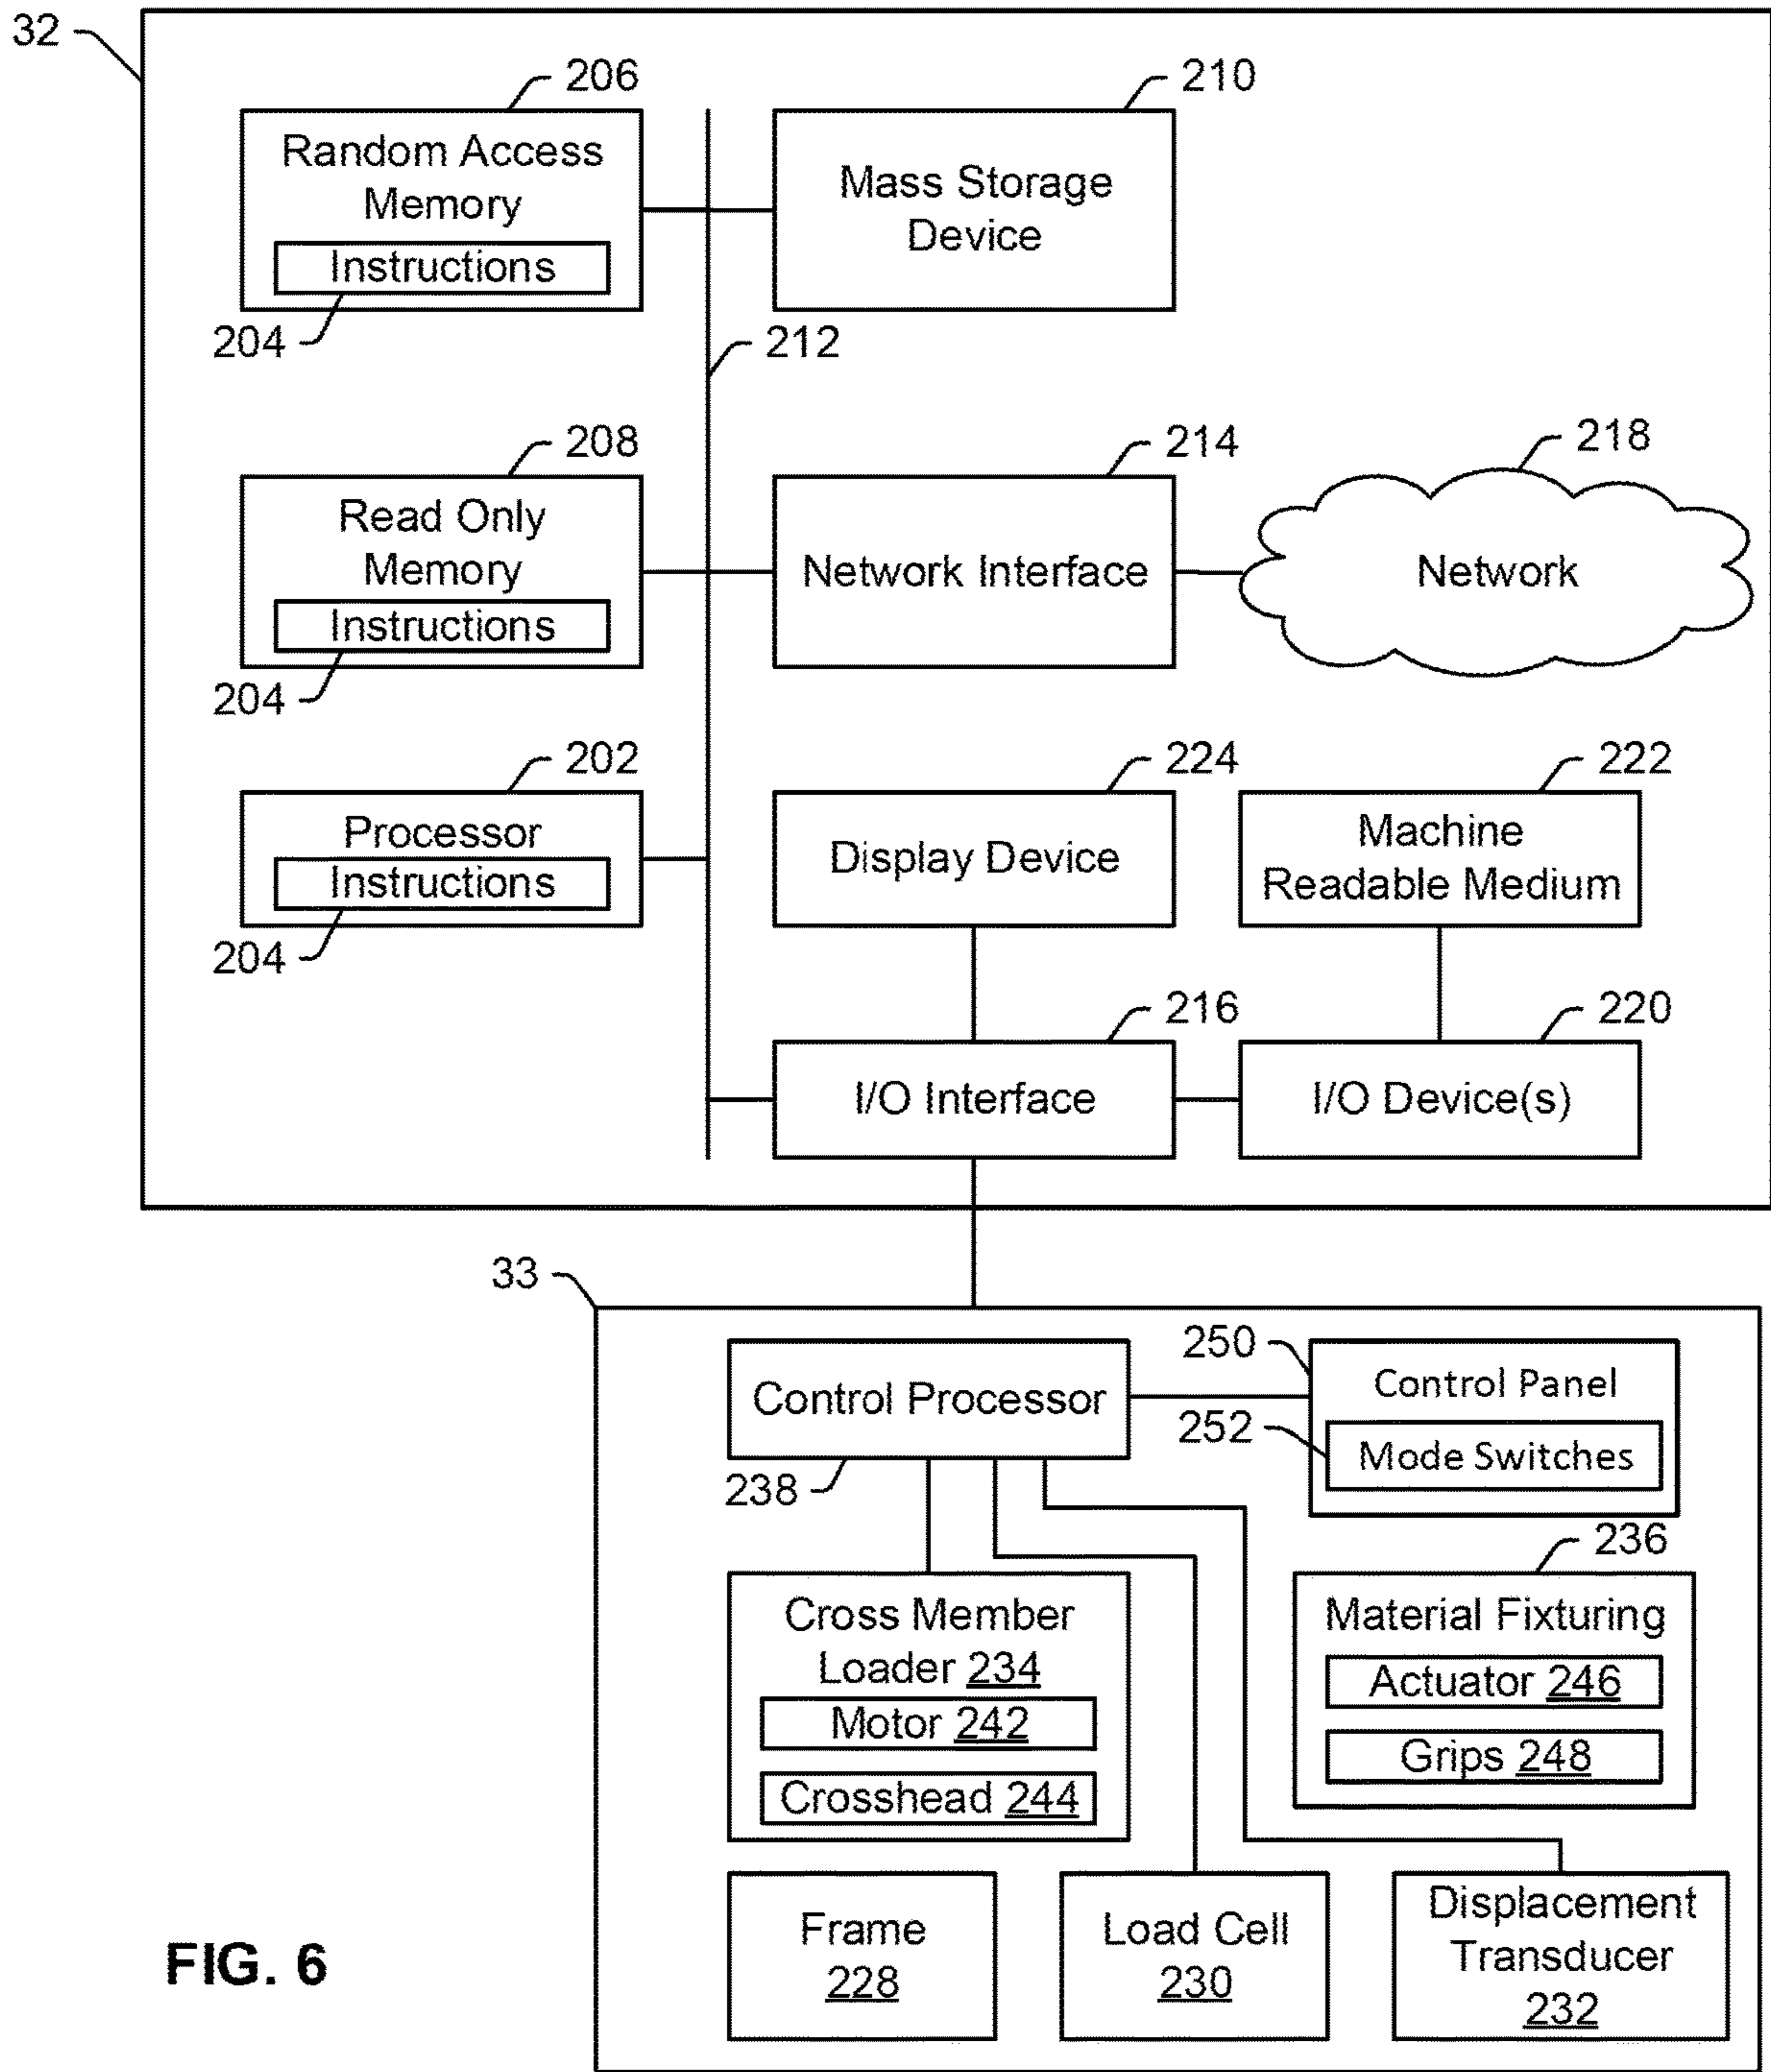 32
206
210
Random Access
Memory
Instructions
Mass Storage
Device
204
212
208
214
218
Read Only
Memory
Instructions
Network Interface
Network
204
202
224
222
Processor
Instructions
Display Device
Machine
Readable Medium
204
216
220
I/O Interface
I/O Device(s)
33
250
Control Processor
Control Panel
252
Mode Switches
238
236
Cross Member
Loader 234
Motor 242
Crosshead 244
Material Fixturing
Actuator 246
Grips 248
Frame
228
Load Cell
230
Displacement
Transducer
232
FIG. 6